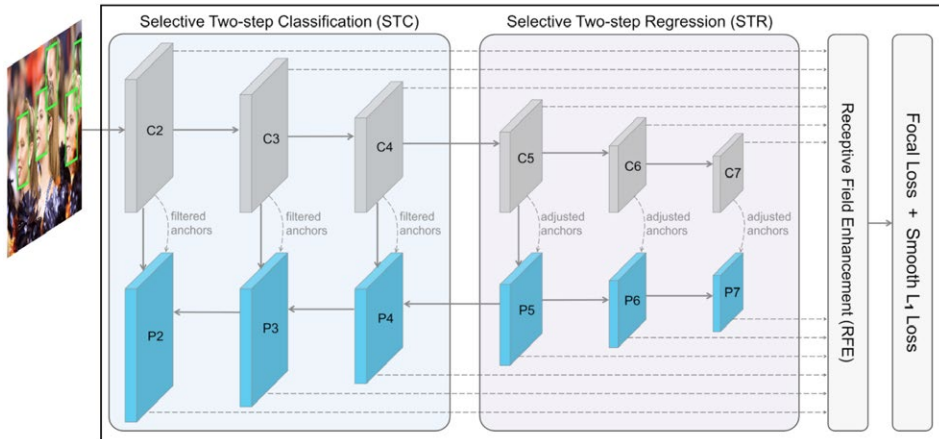 Selective Two-step Classification (STC)
Selective Two-step Regression (STR)
C2
C3
C4
C5
C6
C7
filtered
anchors
filtered
anchors
filtered
anchors
adjusted
anchors
adjusted
anchors
adjusted
anchors
P2
P3
P4
P5
P6
P7
Receptive Field Enhancement (RFE)
Focal Loss + Smooth L₁ Loss